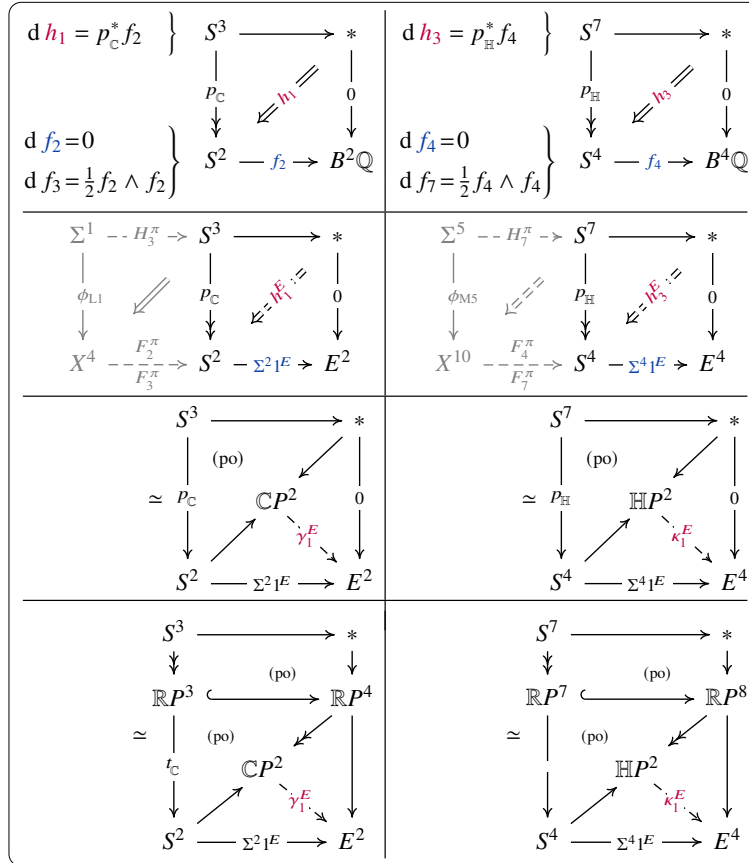 d h₁ = p*_ℂ f₂ }  S³ *  d h₃ = p*_ℍ f₄ }  S⁷ *
p_ℂ h₁ 0  p_ℍ h₃ 0
d f₂ = 0  d f₄ = 0
d f₃ = ½ f₂ ∧ f₂ }  S² f₂ B²ℚ  d f₇ = ½ f₄ ∧ f₄ }  S⁴ f₄ B⁴ℚ
Σ¹ H₃^π S³ *  Σ⁵ H₇^π S⁷ *
ϕ_L1 p_ℂ h₁^E 0  ϕ_M5 p_ℍ h₃^E 0
X⁴ F₂^π F₃^π S² Σ²1^E E²  X¹⁰ F₄^π F₇^π S⁴ Σ⁴1^E E⁴
S³ *  S⁷ *
(po)  (po)
≃ p_ℂ ℂP² 0  ≃ p_ℍ ℍP² 0
γ₁^E  κ₁^E
S² Σ²1^E E²  S⁴ Σ⁴1^E E⁴
S³ *  S⁷ *
(po)  (po)
ℝP³ ℝP⁴  ℝP⁷ ℝP⁸
≃ (po)  ≃ (po)
t_ℂ ℂP²  ℍP²
γ₁^E  κ₁^E
S² Σ²1^E E²  S⁴ Σ⁴1^E E⁴